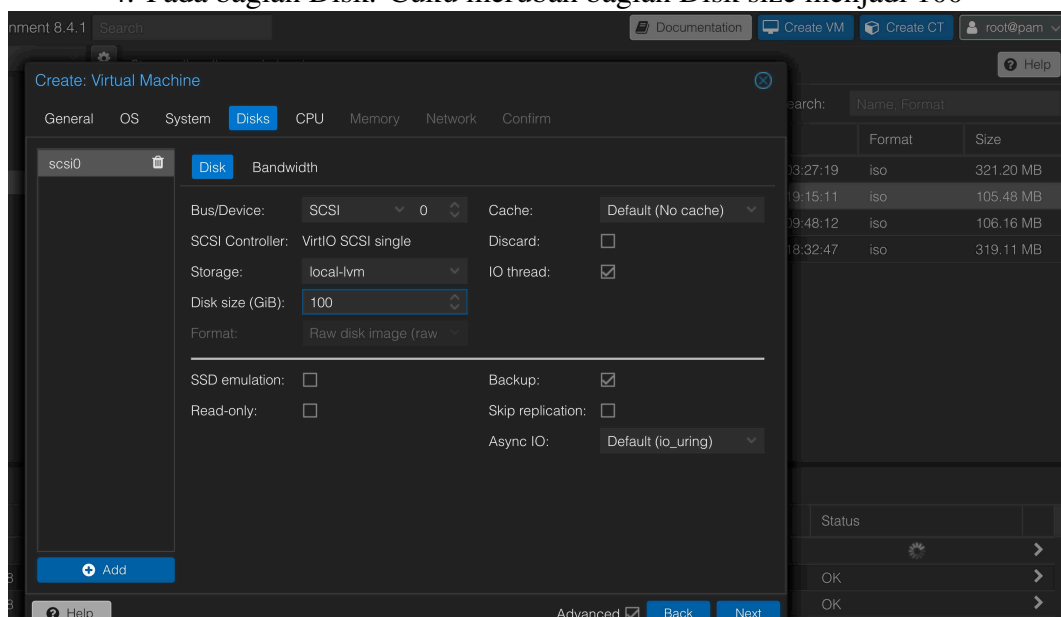 4. Pada bagian Disk. Cuku merubah bagian Disk size menjadi 100
nment 8.4.1 Search Documentation Create VM Create CT root@pam
Help
Create: Virtual Machine
earch: Name, Format
General OS System Disks CPU Memory Network Confirm
Format Size
scsi0 Disk Bandwidth
03:27:19 iso 321.20 MB
19:15:11 iso 105.48 MB
Bus/Device: SCSI 0 Cache: Default (No cache)
09:48:12 iso 106.16 MB
SCSI Controller: VirtIO SCSI single Discard:
18:32:47 iso 319.11 MB
Storage: local-lvm IO thread:
Disk size (GiB): 100
Format: Raw disk image (raw
SSD emulation: Backup:
Read-only: Skip replication:
Async IO: Default (io_uring)
Status
Add
OK
OK
Help Advanced Back Next